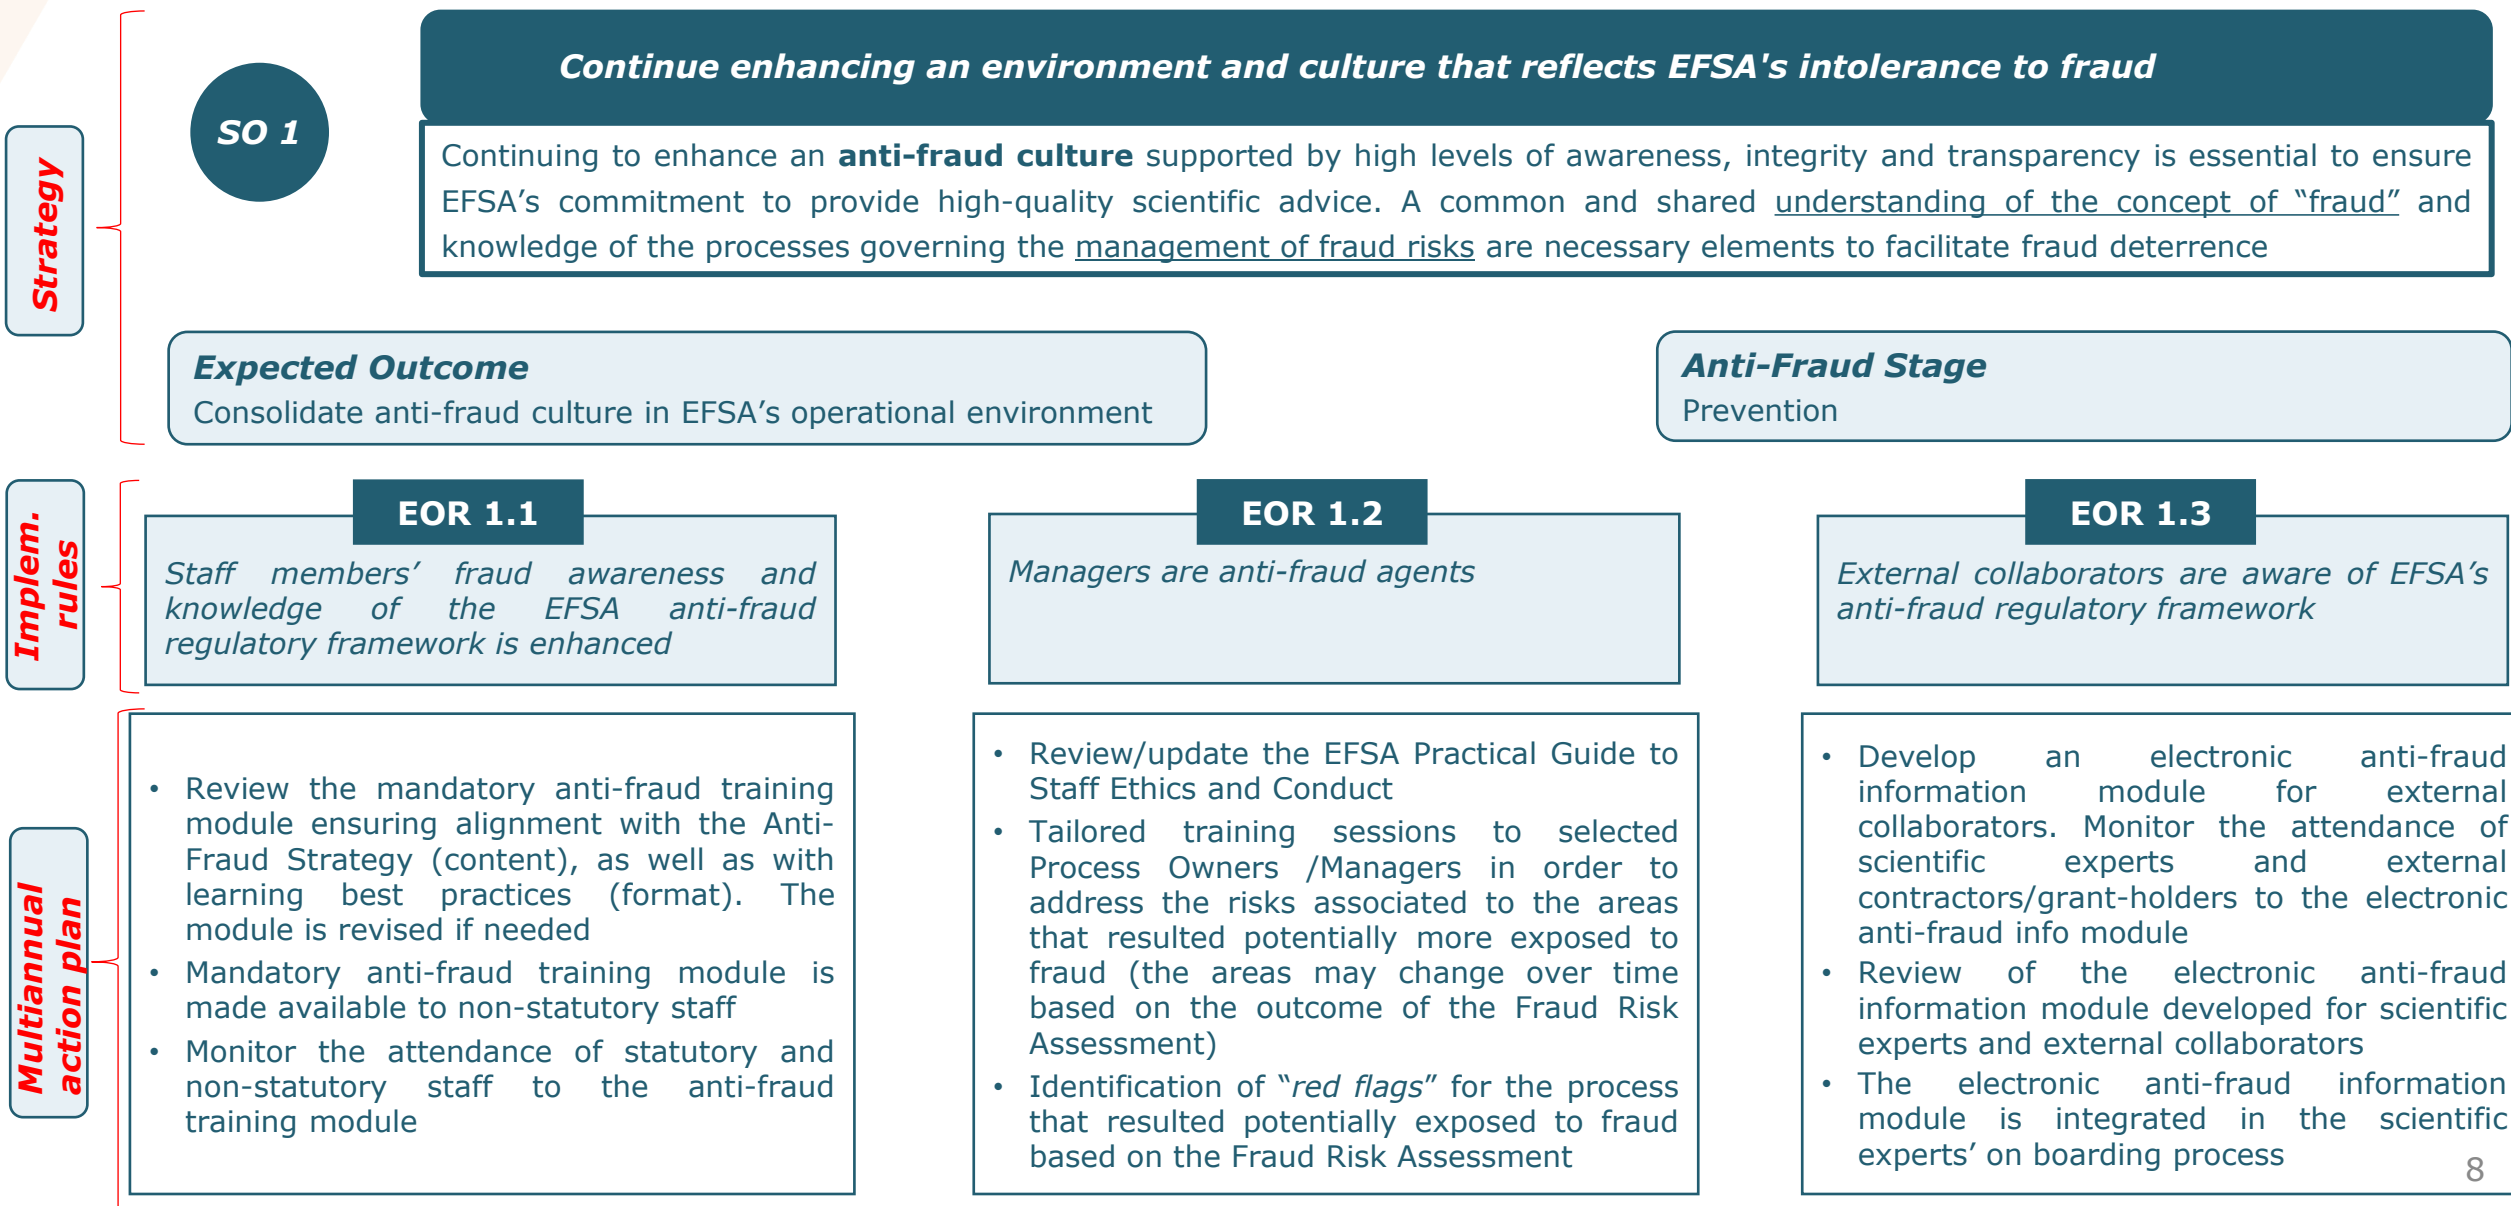 Continue enhancing an environment and culture that reflects EFSA's intolerance to fraud
SO 1
Strategy
Continuing to enhance an anti-fraud culture supported by high levels of awareness, integrity and transparency is essential to ensure
EFSA’s commitment to provide high-quality scientific advice. A common and shared understanding of the concept of “fraud” and
knowledge of the processes governing the management of fraud risks are necessary elements to facilitate fraud deterrence
Expected Outcome
Consolidate anti-fraud culture in EFSA’s operational environment
Anti-Fraud Stage
Prevention
Implem.
rules
EOR 1.1
Staff members’ fraud awareness and
knowledge of the EFSA anti-fraud
regulatory framework is enhanced
EOR 1.2
Managers are anti-fraud agents
EOR 1.3
External collaborators are aware of EFSA’s
anti-fraud regulatory framework
Multiannual
action plan
• Review the mandatory anti-fraud training
module ensuring alignment with the Anti-
Fraud Strategy (content), as well as with
learning best practices (format). The
module is revised if needed
• Mandatory anti-fraud training module is
made available to non-statutory staff
• Monitor the attendance of statutory and
non-statutory staff to the anti-fraud
training module
• Review/update the EFSA Practical Guide to
Staff Ethics and Conduct
• Tailored training sessions to selected
Process Owners /Managers in order to
address the risks associated to the areas
that resulted potentially more exposed to
fraud (the areas may change over time
based on the outcome of the Fraud Risk
Assessment)
• Identification of “red flags” for the process
that resulted potentially exposed to fraud
based on the Fraud Risk Assessment
• Develop an electronic anti-fraud
information module for external
collaborators. Monitor the attendance of
scientific experts and external
contractors/grant-holders to the electronic
anti-fraud info module
• Review of the electronic anti-fraud
information module developed for scientific
experts and external collaborators
• The electronic anti-fraud information
module is integrated in the scientific
experts’ on boarding process
8